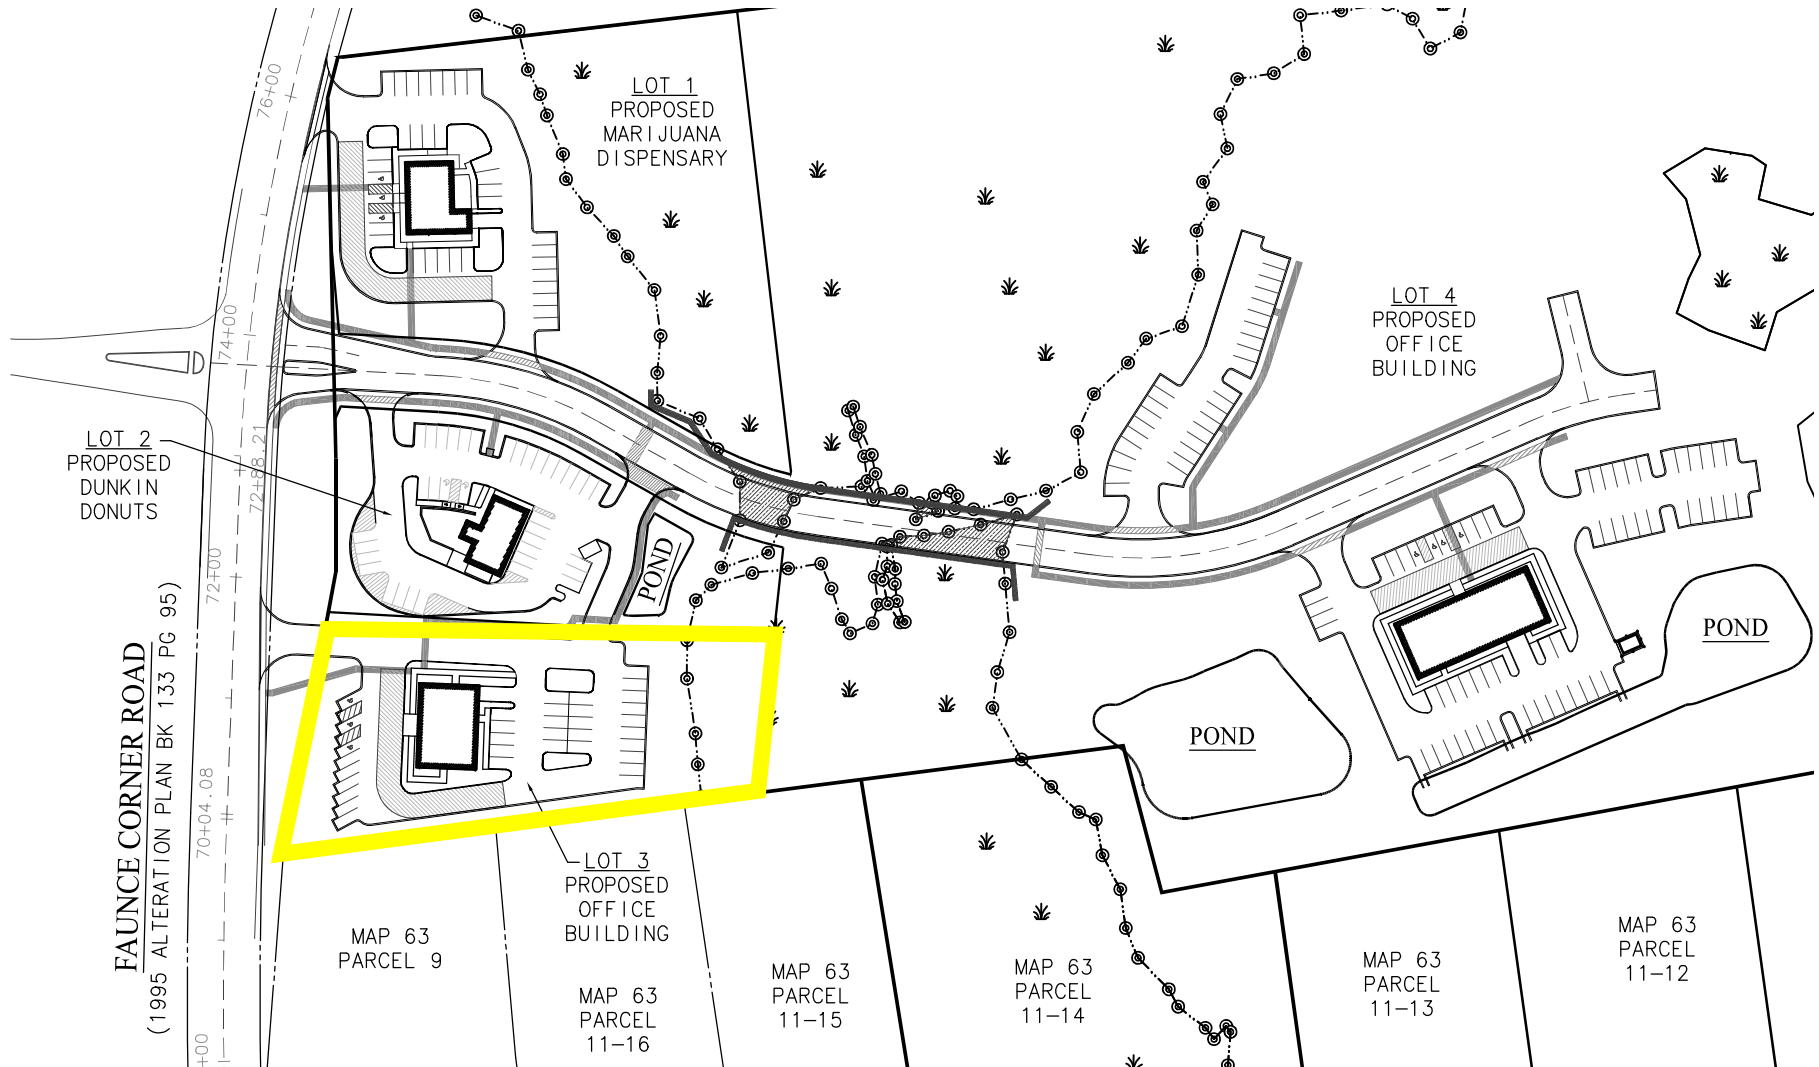 LOT 1
PROPOSED
MARIJUANA
DISPENSARY
76+00
74+00
72+88.21
72+00
70+04.08
+00
LOT 2
PROPOSED
DUNKIN
DONUTS
POND
LOT 4
PROPOSED
OFFICE
BUILDING
POND
POND
FAUNCE CORNER ROAD
(1995 ALTERATION PLAN BK 133 PG 95)
LOT 3
PROPOSED
OFFICE
BUILDING
MAP 63
PARCEL 9
MAP 63
PARCEL
11-16
MAP 63
PARCEL
11-15
MAP 63
PARCEL
11-14
MAP 63
PARCEL
11-13
MAP 63
PARCEL
11-12